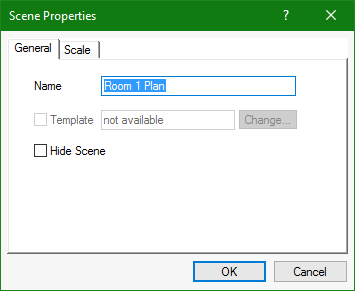 Scene Properties ? ×
General Scale
Name Room 1 Plan
Template not available Change...
Hide Scene
OK Cancel